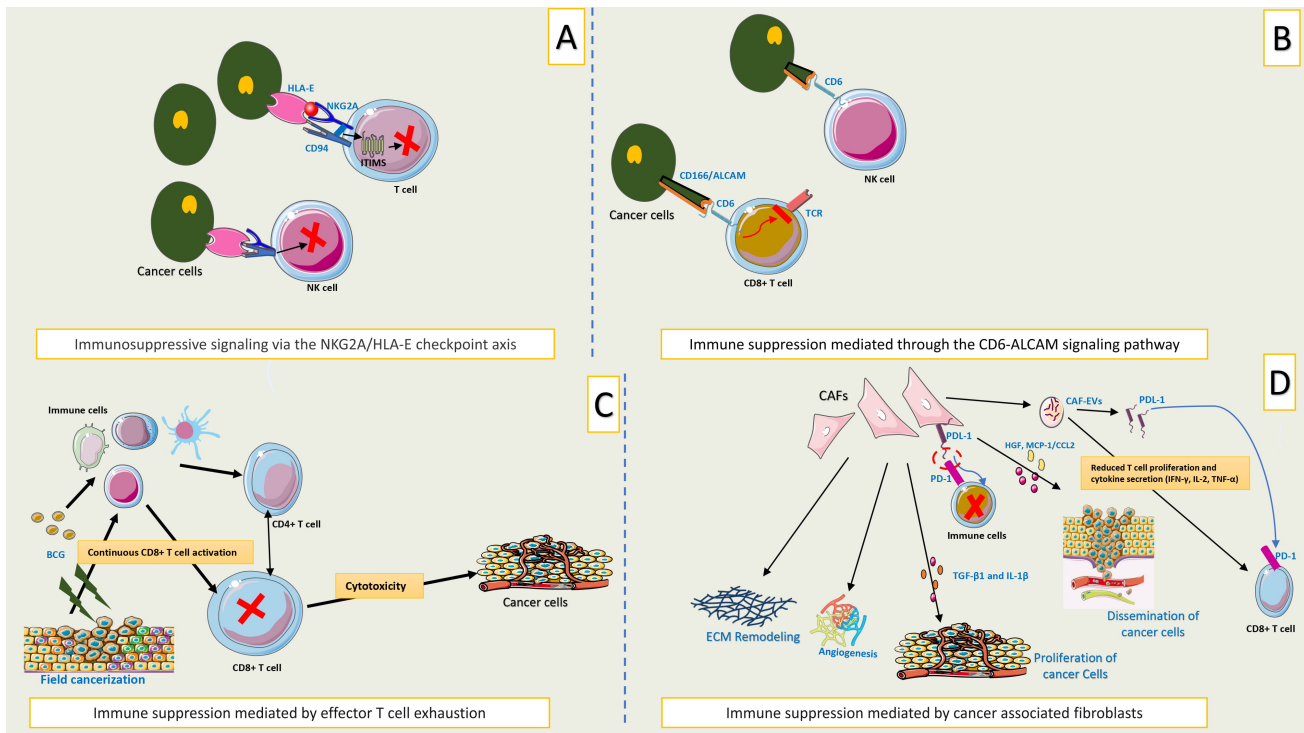 A
HLA-E
NKG2A
CD94
ITIMS
T cell
Cancer cells
NK cell
Immunosuppressive signaling via the NKG2A/HLA-E checkpoint axis
B
CD6
NK cell
CD166/ALCAM
CD6
TCR
Cancer cells
CD8+ T cell
Immune suppression mediated through the CD6-ALCAM signaling pathway
C
Immune cells
CD4+ T cell
BCG
Continuous CD8+ T cell activation
Cytotoxicity
Cancer cells
CD8+ T cell
Field cancerization
Immune suppression mediated by effector T cell exhaustion
D
CAFs
CAF-EVs
PDL-1
PDL-1
HGF, MCP-1/CCL2
PD-1
Reduced T cell proliferation and
cytokine secretion (IFN-γ, IL-2, TNF-α)
Immune cells
PD-1
TGF-β1 and IL-1β
ECM Remodeling
Angiogenesis
Dissemination of
cancer cells
CD8+ T cell
Proliferation of
cancer Cells
Immune suppression mediated by cancer associated fibroblasts